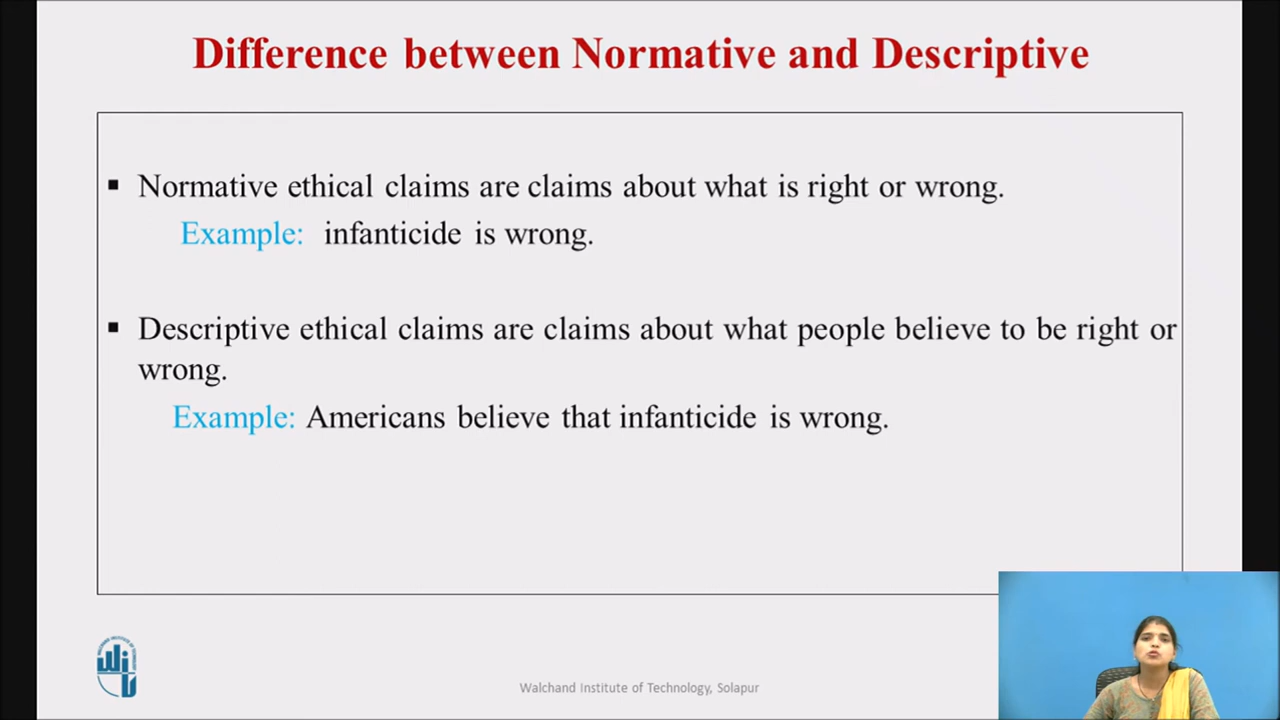 Difference between Normative and Descriptive
▪ Normative ethical claims are claims about what is right or wrong.
Example: infanticide is wrong.
▪ Descriptive ethical claims are claims about what people believe to be right or
wrong.
Example: Americans believe that infanticide is wrong.
Walchand Institute of Technology, Solapur